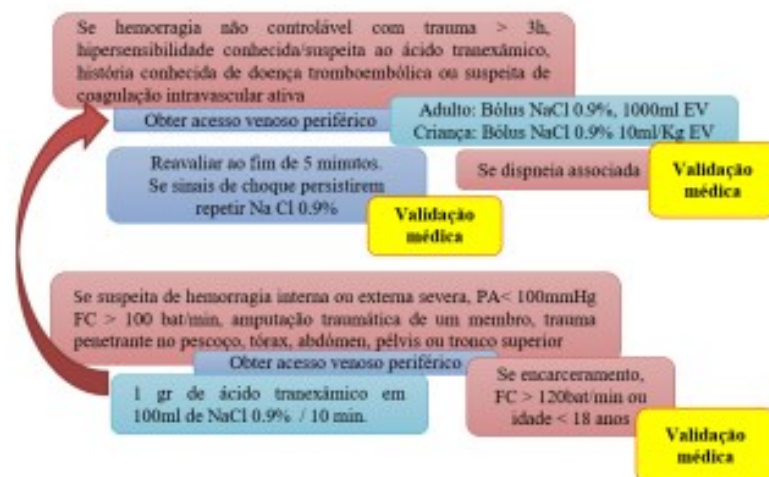 Se hemorragia não controlável com trauma > 3h,
hipersensibilidade conhecida/suspeita ao ácido tranexâmico,
história conhecida de doença tromboembólica ou suspeita de
coagulação intravascular ativa
Obter acesso venoso periférico
Adulto: Bólus NaCl 0.9%, 1000ml EV
Criança: Bólus NaCl 0.9% 10ml/Kg EV
Reavaliar ao fim de 5 minutos.
Se sinais de choque persistirem
repetir Na Cl 0.9%
Validação
médica
Se dispneia associada
Validação
médica
Se suspeita de hemorragia interna ou externa severa, PA< 100mmHg
FC > 100 bat/min, amputação traumática de um membro, trauma
penetrante no pescoço, tórax, abdómen, pélvis ou tronco superior
Obter acesso venoso periférico
1 gr de ácido tranexâmico em
100ml de NaCl 0.9% / 10 min.
Se encarceramento,
FC > 120bat/min ou
idade < 18 anos
Validação
médica